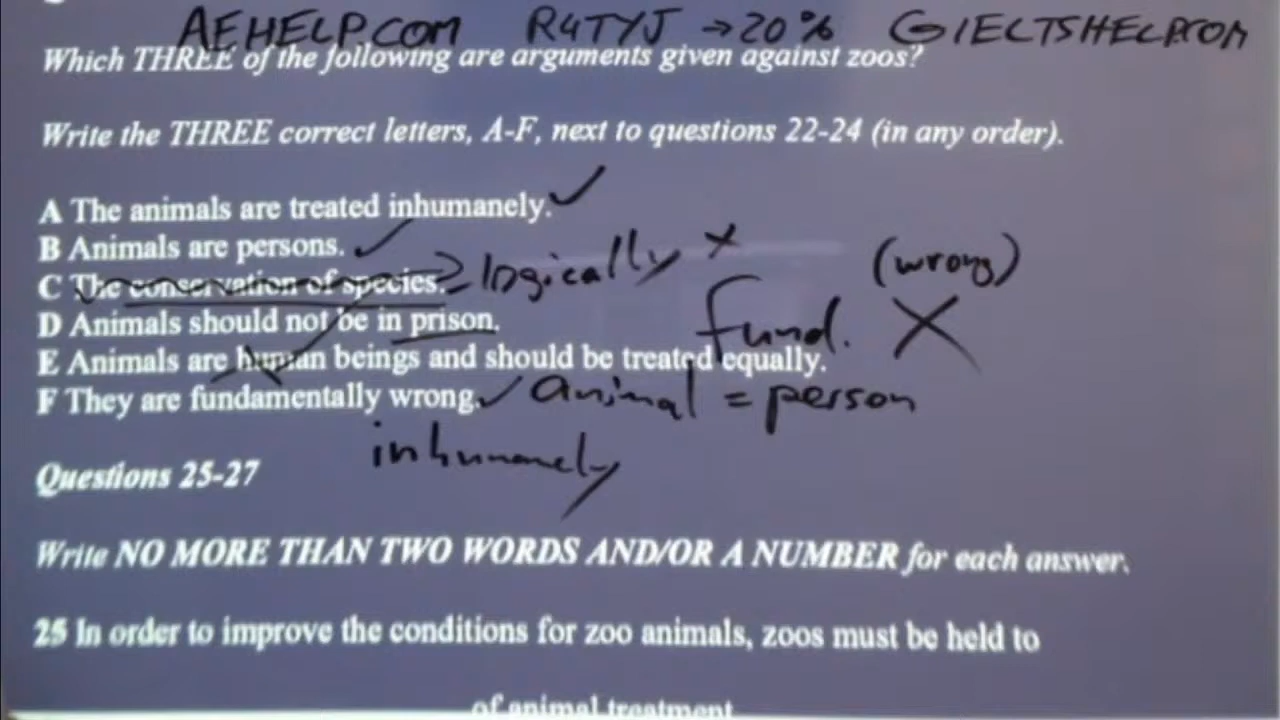 AEHELP.COM R4TYJ →20% GIELTSHELP.COM
Which THREE of the following are arguments given against zoos?
Write the THREE correct letters, A-F, next to questions 22-24 (in any order).
A The animals are treated inhumanely. ✓
B Animals are persons. ✓
C The conservation of species. logically x
(wrong)
D Animals should not be in prison. fund. X
E Animals are human beings and should be treated equally.
F They are fundamentally wrong. ✓ animal = person
inhumanely
Questions 25-27
Write NO MORE THAN TWO WORDS AND/OR A NUMBER for each answer.
25 In order to improve the conditions for zoo animals, zoos must be held to
of animal treatment